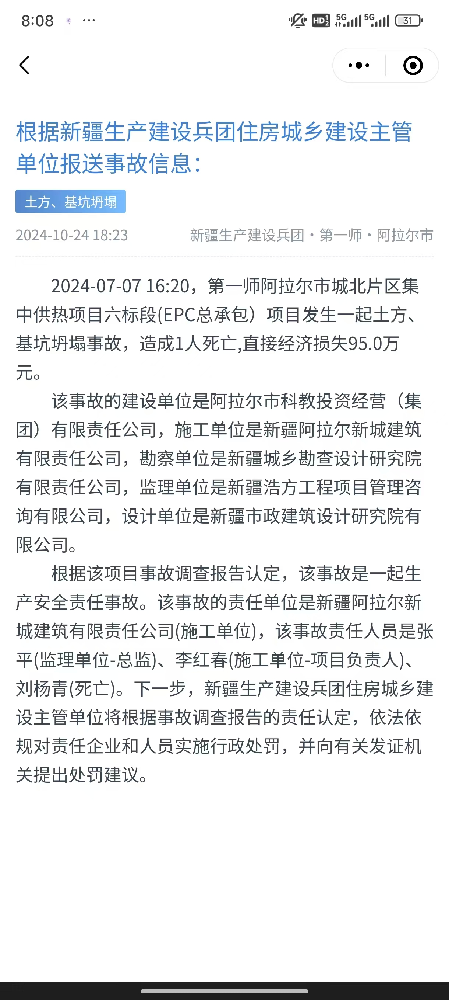 8:08 ··· HD 1 2 5G 5G 31
根据新疆生产建设兵团住房城乡建设主管
单位报送事故信息：
土方、基坑坍塌
2024-10-24 18:23 新疆生产建设兵团·第一师·阿拉尔市
2024-07-07 16:20，第一师阿拉尔市城北片区集
中供热项目六标段(EPC总承包）项目发生一起土方、
基坑坍塌事故，造成1人死亡,直接经济损失95.0万
元。
该事故的建设单位是阿拉尔市科教投资经营（集
团）有限责任公司，施工单位是新疆阿拉尔新城建筑
有限责任公司，勘察单位是新疆城乡勘查设计研究院
有限责任公司，监理单位是新疆浩方工程项目管理咨
询有限公司，设计单位是新疆市政建筑设计研究院有
限公司。
根据该项目事故调查报告认定，该事故是一起生
产安全责任事故。该事故的责任单位是新疆阿拉尔新
城建筑有限责任公司(施工单位)，该事故责任人员是张
平(监理单位-总监)、李红春(施工单位-项目负责人)、
刘杨青(死亡)。下一步，新疆生产建设兵团住房城乡建
设主管单位将根据事故调查报告的责任认定，依法依
规对责任企业和人员实施行政处罚，并向有关发证机
关提出处罚建议。